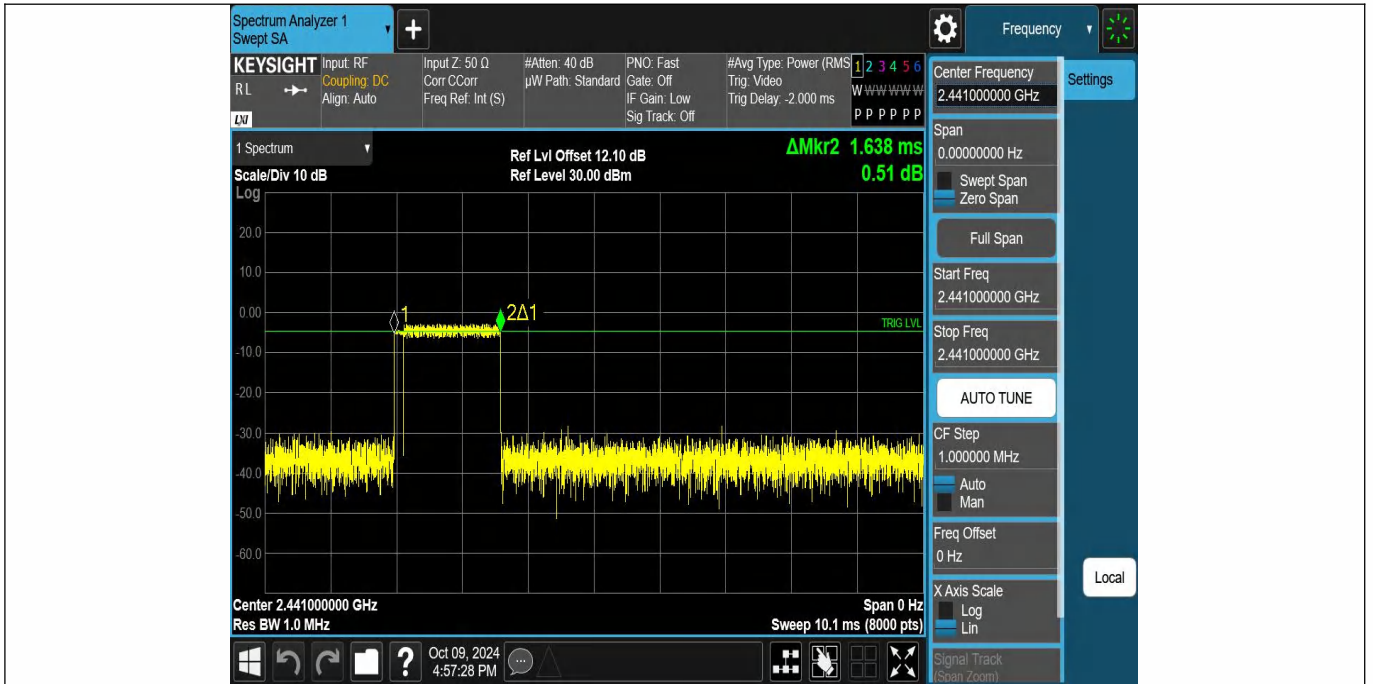 Spectrum Analyzer 1
Swept SA
+
Frequency
KEYSIGHT
RL
LXI
Input: RF
Coupling: DC
Align: Auto
Input Z: 50 Ω
Corr CCorr
Freq Ref: Int (S)
#Atten: 40 dB
µW Path: Standard
PNO: Fast
Gate: Off
IF Gain: Low
Sig Track: Off
#Avg Type: Power (RMS
Trig: Video
Trig Delay: -2.000 ms
1 2 3 4 5 6
W W W W W W
P P P P P P
1 Spectrum
Scale/Div 10 dB
Log
Ref Lvl Offset 12.10 dB
Ref Level 30.00 dBm
ΔMkr2 1.638 ms
0.51 dB
20.0
10.0
0.00
-10.0
-20.0
-30.0
-40.0
-50.0
-60.0
1
2Δ1
TRIG LVL
Center 2.441000000 GHz
Res BW 1.0 MHz
Span 0 Hz
Sweep 10.1 ms (8000 pts)
Center Frequency
2.441000000 GHz
Settings
Span
0.00000000 Hz
Swept Span
Zero Span
Full Span
Start Freq
2.441000000 GHz
Stop Freq
2.441000000 GHz
AUTO TUNE
CF Step
1.000000 MHz
Auto
Man
Freq Offset
0 Hz
X Axis Scale
Log
Lin
Local
Signal Track
(Span Zoom)
?
Oct 09, 2024
4:57:28 PM